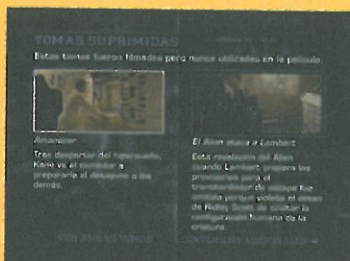 TOMAS SUPRIMIDAS
Estas tomas fueron filmadas pero nunca utilizadas en la película.
Amanecer
Tras despertar del hipersueño,
Kane va al comedor a
prepararle el desayuno a los
demás.
El Alien ataca a Lambert
Esta revelación del Alien
cuando Lambert prepara las
provisiones para el
transbordador de escape fue
omitida porque violaba el deseo
de Ridley Scott de ocultar la
configuración humana de la
criatura.